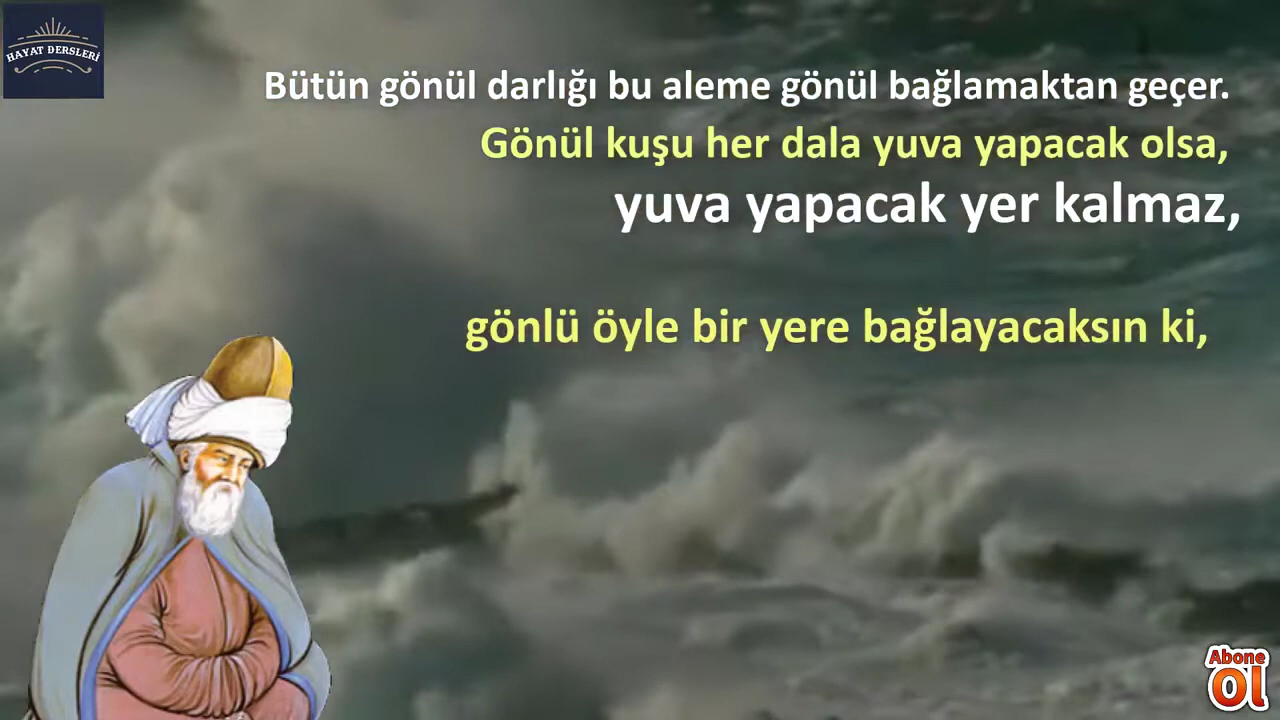 HAYAT DERSLERİ
Bütün gönül darlığı bu aleme gönül bağlamaktan geçer.
Gönül kuşu her dala yuva yapacak olsa,
yuva yapacak yer kalmaz,
gönlü öyle bir yere bağlayacaksın ki,
Abone
ol